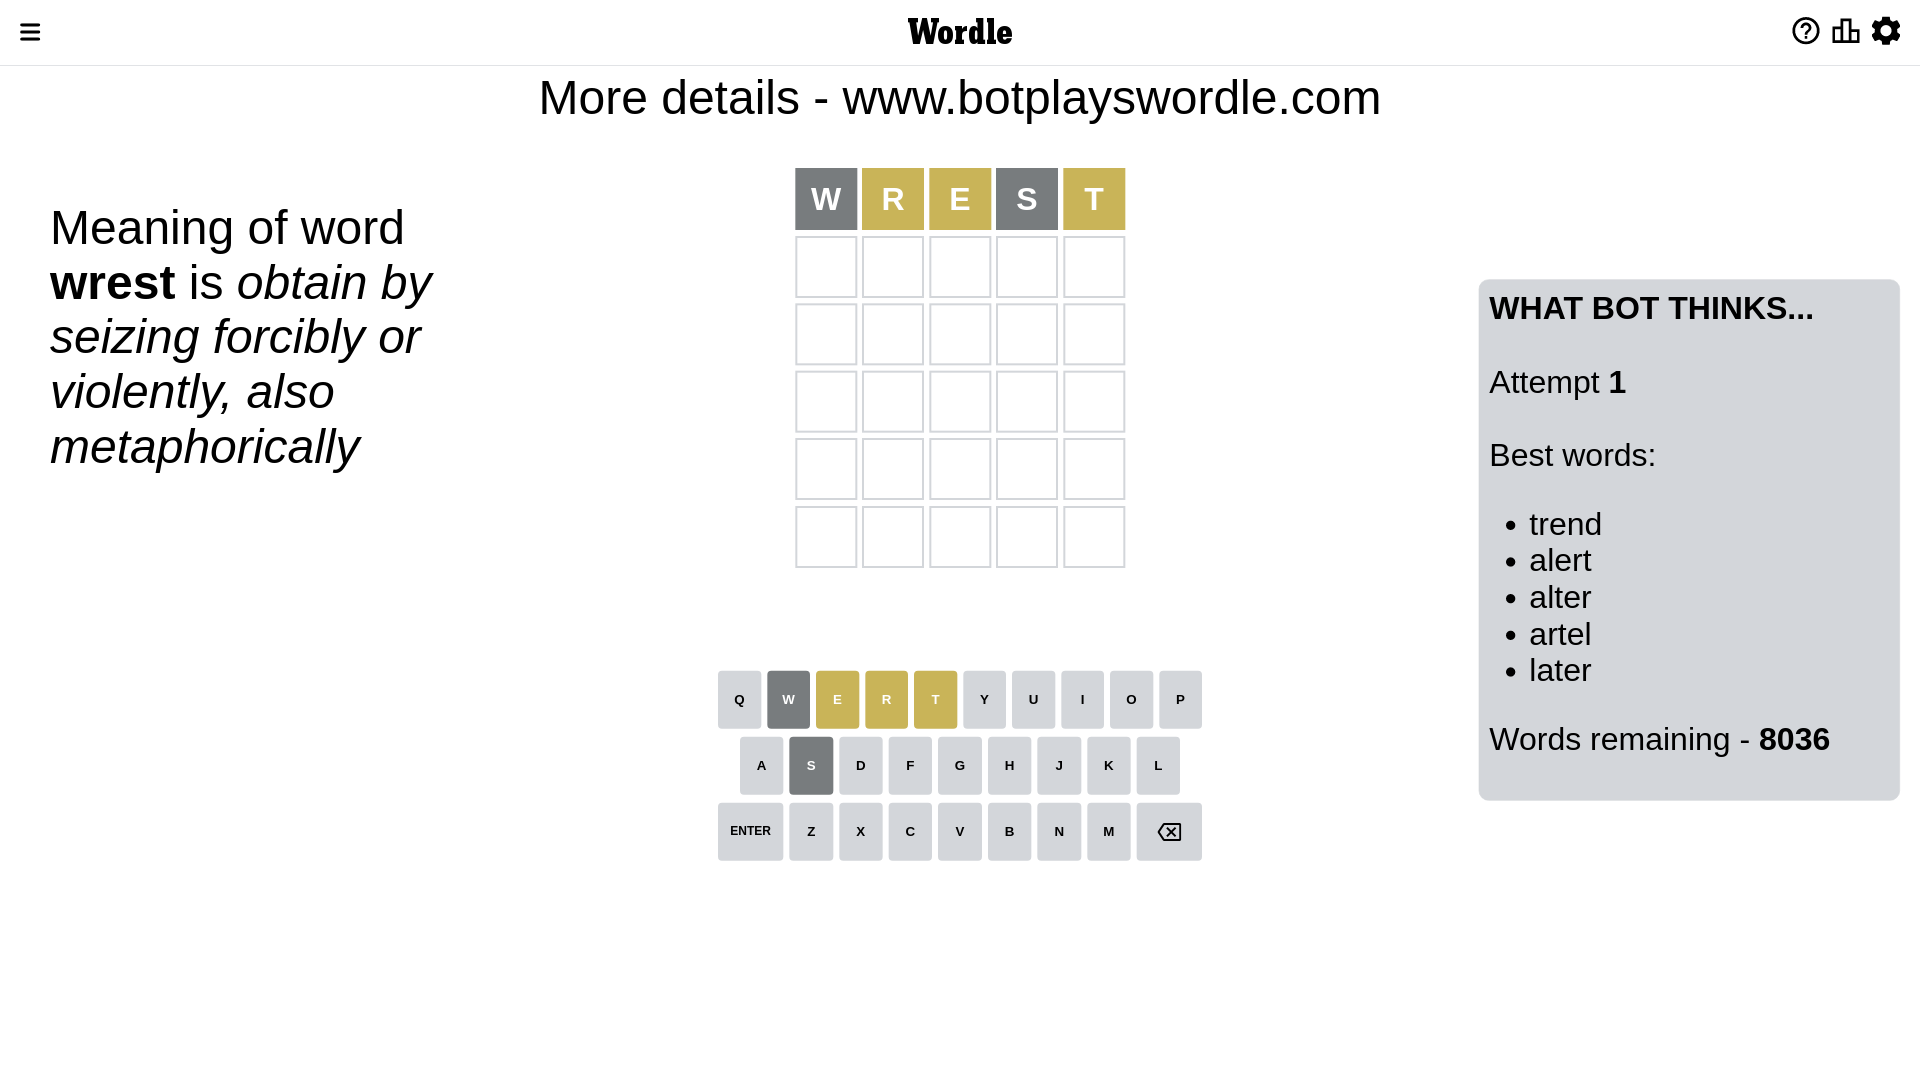 Wordle
More details - www.botplayswordle.com
Meaning of word
wrest is obtain by
seizing forcibly or
violently, also
metaphorically
W R E S T
WHAT BOT THINKS...
Attempt 1
Best words:
• trend
• alert
• alter
• artel
• later
Words remaining - 8036
Q W E R T Y U I O P
A S D F G H J K L
ENTER Z X C V B N M